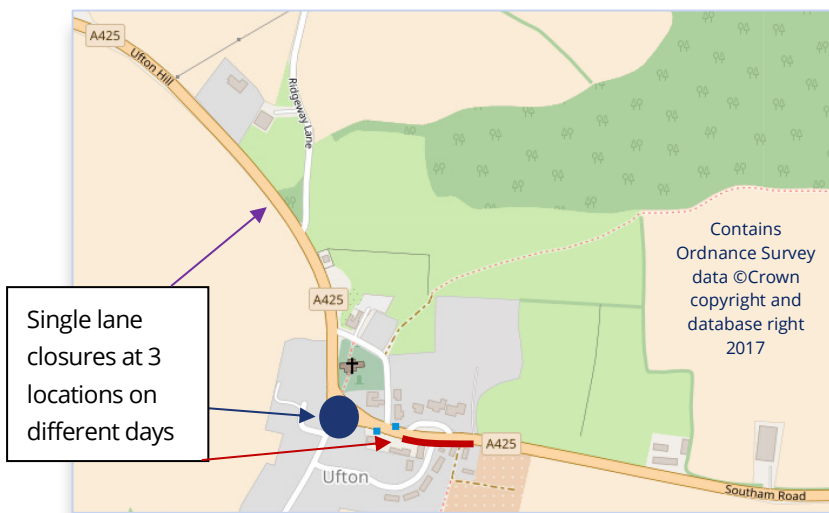 A425
Ufton Hill
Ridgeway Lane
Contains
Ordnance Survey
data ©Crown
copyright and
database right
2017
A425
Single lane
closures at 3
locations on
different days
A425
Ufton
Southam Road